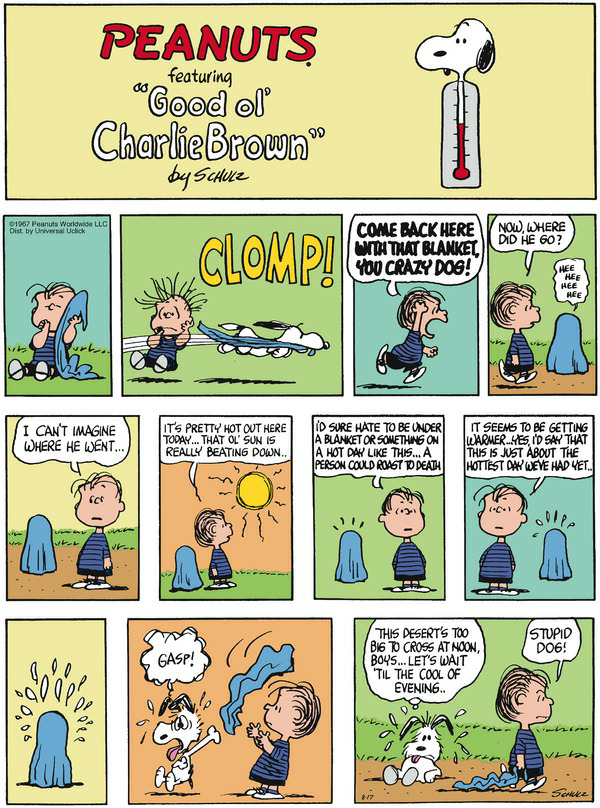 PEANUTS
featuring
"Good ol'
Charlie Brown"
by SCHULZ
©1967 Peanuts Worldwide LLC
Dist. by Universal Uclick
CLOMP!
COME BACK HERE
WITH THAT BLANKET,
YOU CRAZY DOG!
NOW, WHERE
DID HE GO?
HEE
HEE
HEE
HEE
I CAN'T IMAGINE
WHERE HE WENT...
IT'S PRETTY HOT OUT HERE
TODAY... THAT OL' SUN IS
REALLY BEATING DOWN..
I'D SURE HATE TO BE UNDER
A BLANKET OR SOMETHING ON
A HOT DAY LIKE THIS... A
PERSON COULD ROAST TO DEATH
IT SEEMS TO BE GETTING
WARMER...YES, I'D SAY THAT
THIS IS JUST ABOUT THE
HOTTEST DAY WE'VE HAD YET..
GASP!
THIS DESERT'S TOO
BIG TO CROSS AT NOON,
BOYS... LET'S WAIT
'TIL THE COOL OF
EVENING..
STUPID
DOG!
8-17
SCHULZ